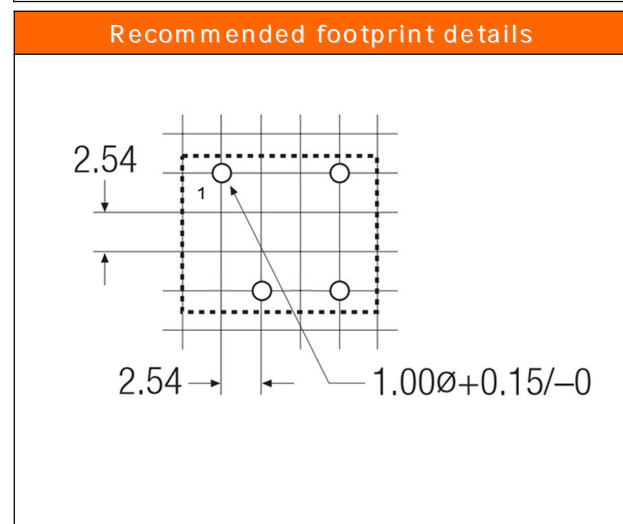 Recommended footprint details
2.54
1
2.54
1.00ø+0.15/–0